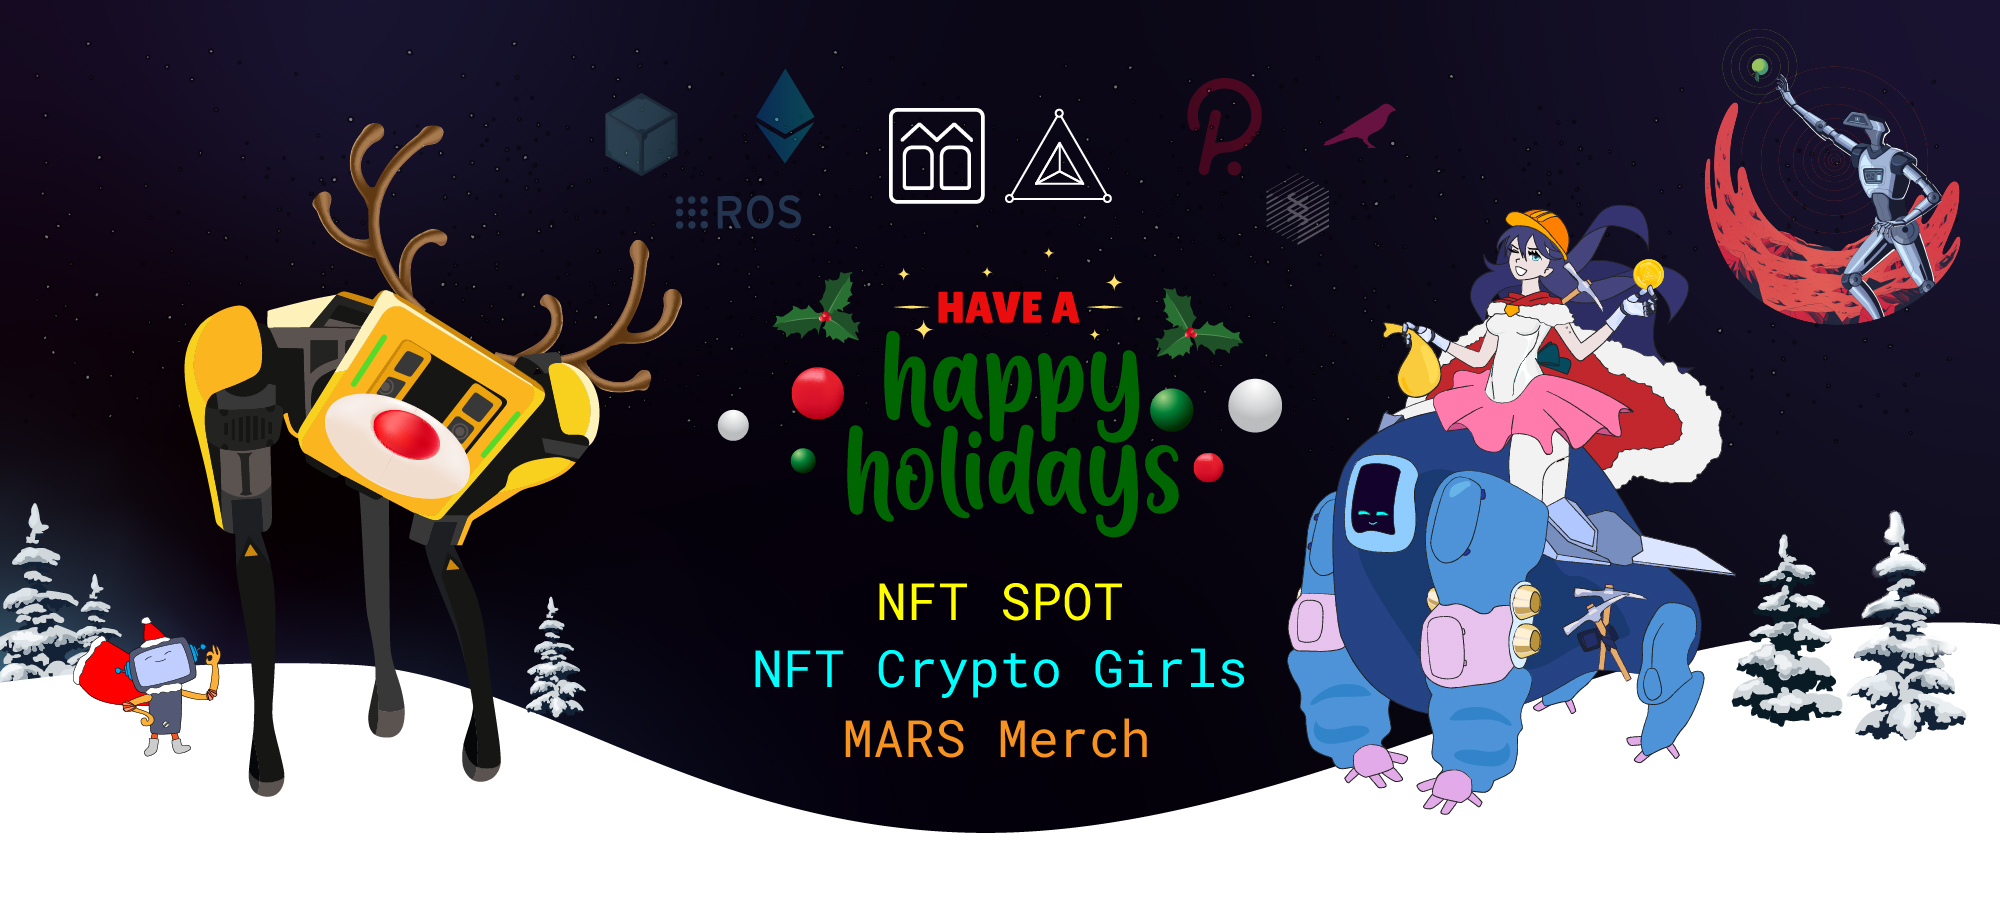 ROS
HAVE A
happy
holidays
NFT SPOT
NFT Crypto Girls
MARS Merch